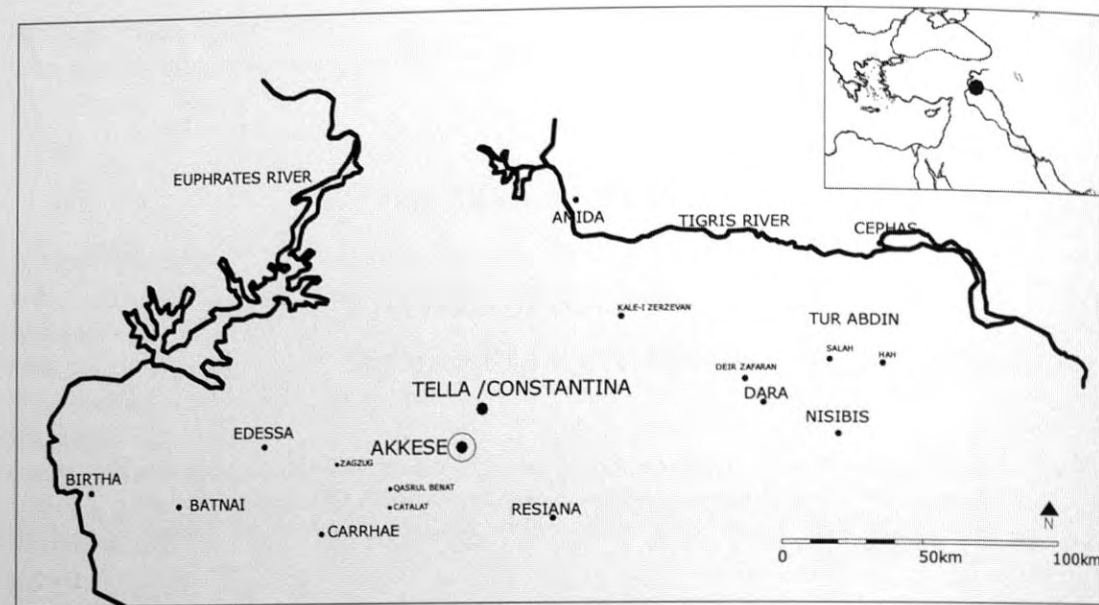 EUPHRATES RIVER
AMIDA
TIGRIS RIVER
CEPHAS
KALE-I ZERZEVAN
TUR ABDIN
SALAH
HAH
DEIR ZAFARAN
TELLA /CONSTANTINA
DARA
NISIBIS
EDESSA
AKKESE
ZAGZUG
BIRTHA
QASRUL BENAT
BATNAI
CATALAT
RESIANA
CARRHAE
N
0 50km 100km